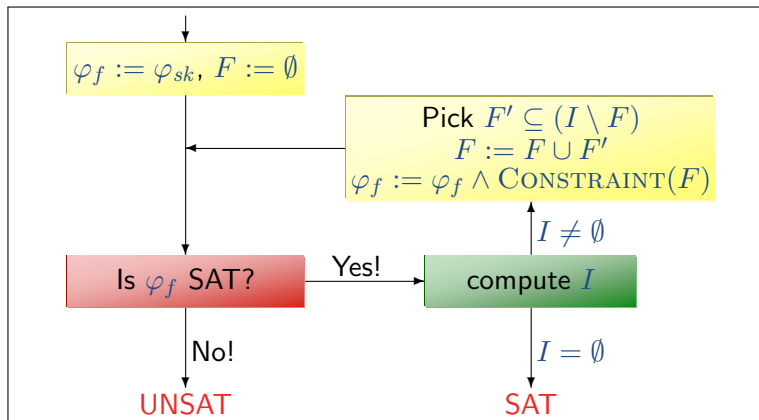 φ_f := φ_sk, F := ∅
Pick F′ ⊆ (I \ F)
F := F ∪ F′
φ_f := φ_f ∧ CONSTRAINT(F)
I ≠ ∅
Is φ_f SAT?
Yes!
compute I
No!
I = ∅
UNSAT
SAT